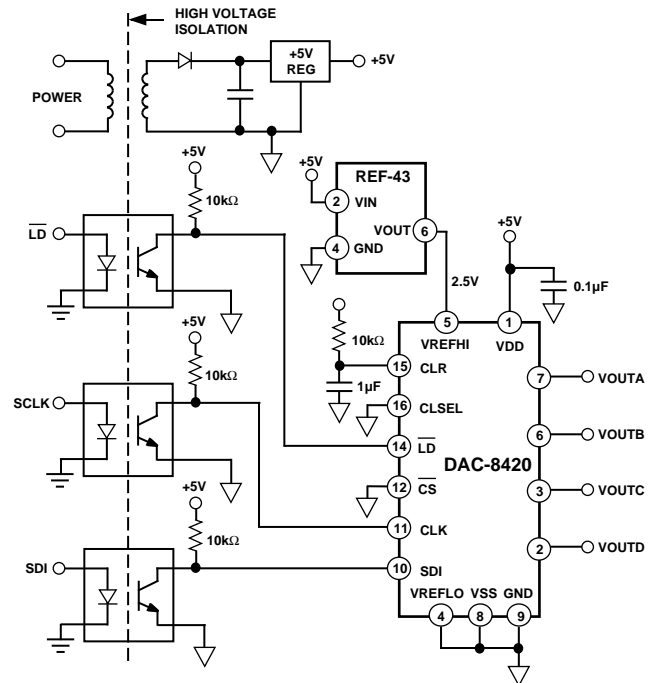 HIGH VOLTAGE
ISOLATION
POWER
+5V
REG
+5V
+5V
10kΩ
L̅D̅
+5V
REF-43
2
VIN
VOUT
6
4
GND
2.5V
+5V
0.1µF
10kΩ
1µF
5
VREFHI
1
VDD
15
CLR
16
CLSEL
14
L̅D̅
12
C̅S̅
11
CLK
10
SDI
DAC-8420
7
VOUTA
6
VOUTB
3
VOUTC
2
VOUTD
VREFLO
VSS
GND
4
8
9
+5V
10kΩ
SCLK
+5V
10kΩ
SDI